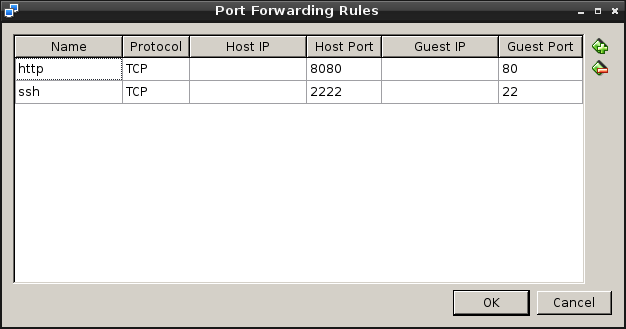 Port Forwarding Rules
Name Protocol Host IP Host Port Guest IP Guest Port
http TCP 8080 80
ssh TCP 2222 22
OK Cancel